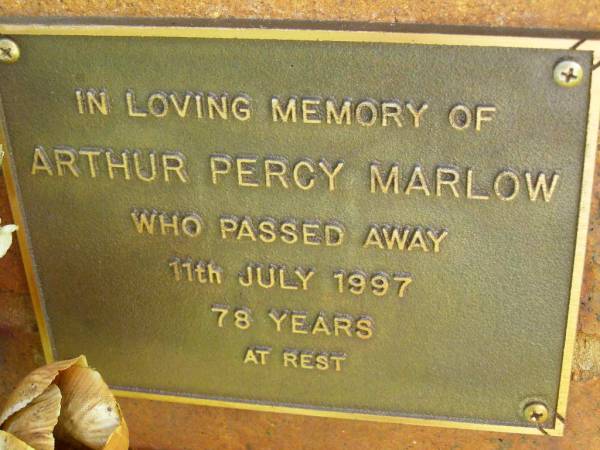 IN LOVING MEMORY OF
ARTHUR PERCY MARLOW
WHO PASSED AWAY
11th JULY 1997
78 YEARS
AT REST